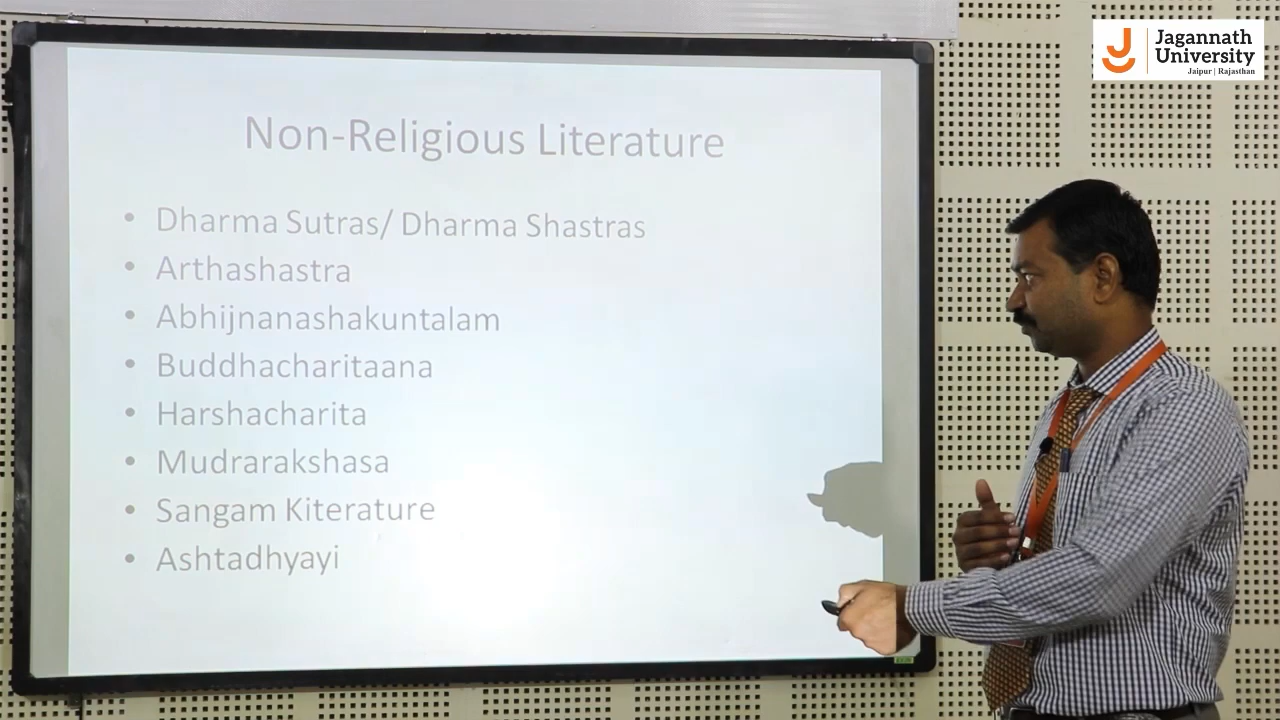 Jagannath
University
Jaipur | Rajasthan
Non-Religious Literature
• Dharma Sutras/ Dharma Shastras
• Arthashastra
• Abhijnanashakuntalam
• Buddhacharitaana
• Harshacharita
• Mudrarakshasa
• Sangam Kiterature
• Ashtadhyayi